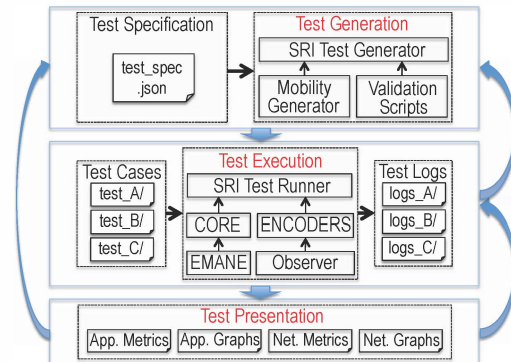 Test Specification
test_spec
.json
Test Generation
SRI Test Generator
Mobility
Generator
Validation
Scripts
Test Cases
test_A/
test_B/
test_C/
Test Execution
SRI Test Runner
CORE
ENCODERS
EMANE
Observer
Test Logs
logs_A/
logs_B/
logs_C/
Test Presentation
App. Metrics
App. Graphs
Net. Metrics
Net. Graphs